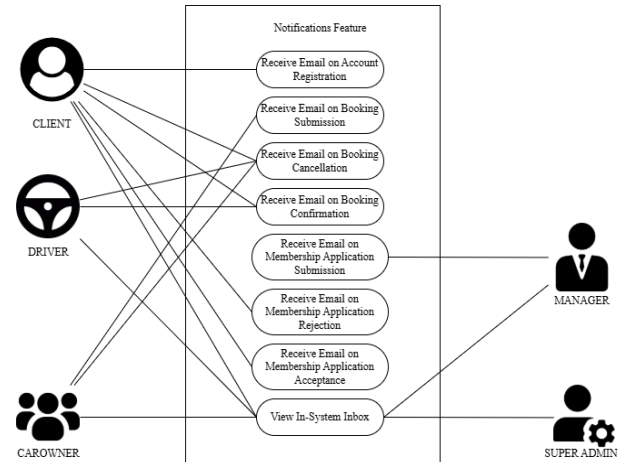 Notifications Feature
Receive Email on Account
Registration
Receive Email on Booking
Submission
Receive Email on Booking
Cancellation
Receive Email on Booking
Confirmation
Receive Email on
Membership Application
Submission
Receive Email on
Membership Application
Rejection
Receive Email on
Membership Application
Acceptance
View In-System Inbox
CLIENT
DRIVER
CAROWNER
MANAGER
SUPER ADMIN